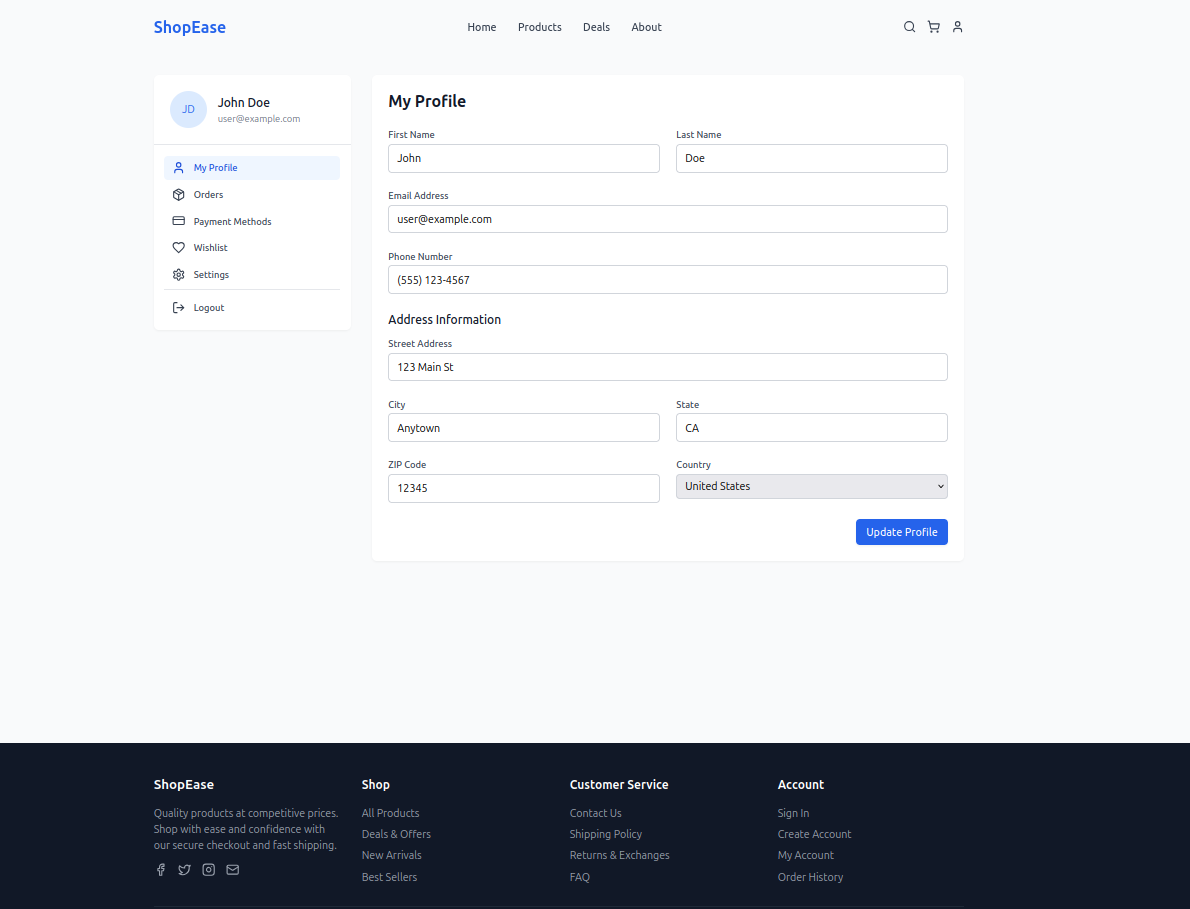 ShopEase
Home Products Deals About
JD
John Doe
user@example.com
My Profile
Orders
Payment Methods
Wishlist
Settings
Logout
My Profile
First Name Last Name
John Doe
Email Address
user@example.com
Phone Number
(555) 123-4567
Address Information
Street Address
123 Main St
City State
Anytown CA
ZIP Code Country
12345 United States
Update Profile
ShopEase
Quality products at competitive prices.
Shop with ease and confidence with
our secure checkout and fast shipping.
Shop
All Products
Deals & Offers
New Arrivals
Best Sellers
Customer Service
Contact Us
Shipping Policy
Returns & Exchanges
FAQ
Account
Sign In
Create Account
My Account
Order History